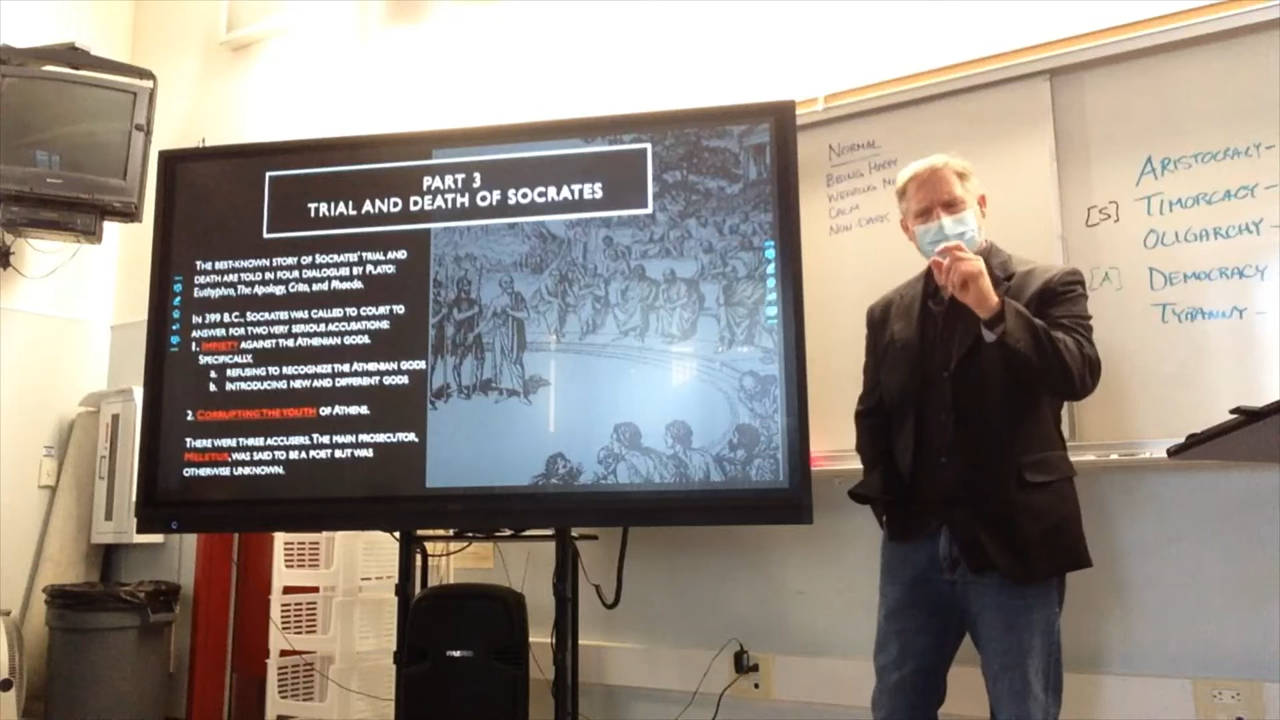 PART 3
TRIAL AND DEATH OF SOCRATES
THE BEST-KNOWN STORY OF SOCRATES' TRIAL AND
DEATH ARE TOLD IN FOUR DIALOGUES BY PLATO:
Euthyphro, The Apology, Crito, and Phaedo.
IN 399 B.C., SOCRATES WAS CALLED TO COURT TO
ANSWER FOR TWO VERY SERIOUS ACCUSATIONS:
1. IMPIETY AGAINST THE ATHENIAN GODS.
SPECIFICALLY,
a. REFUSING TO RECOGNIZE THE ATHENIAN GODS
b. INTRODUCING NEW AND DIFFERENT GODS
2. CORRUPTING THE YOUTH OF ATHENS.
THERE WERE THREE ACCUSERS. THE MAIN PROSECUTOR,
MELETUS, WAS SAID TO BE A POET BUT WAS
OTHERWISE UNKNOWN.
NORMAL
BEING HAPPY
WEARING
CALM
NON-DARK
ARISTOCRACY-
[S] TIMORCACY-
OLIGARCHY-
[A] DEMOCRACY
TYRANNY-
PYLE PRO